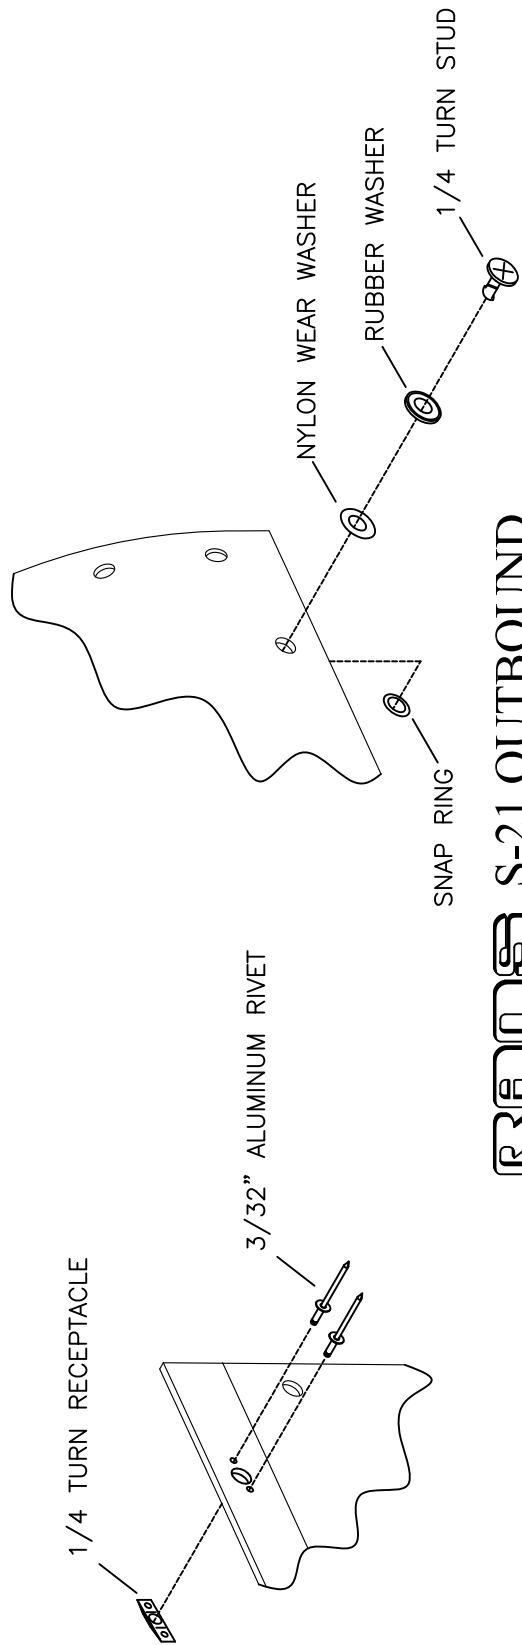 1/4 TURN RECEPTACLE
3/32" ALUMINUM RIVET
SNAP RING
NYLON WEAR WASHER
RUBBER WASHER
1/4 TURN STUD
RANS S-21 OUTBOUND